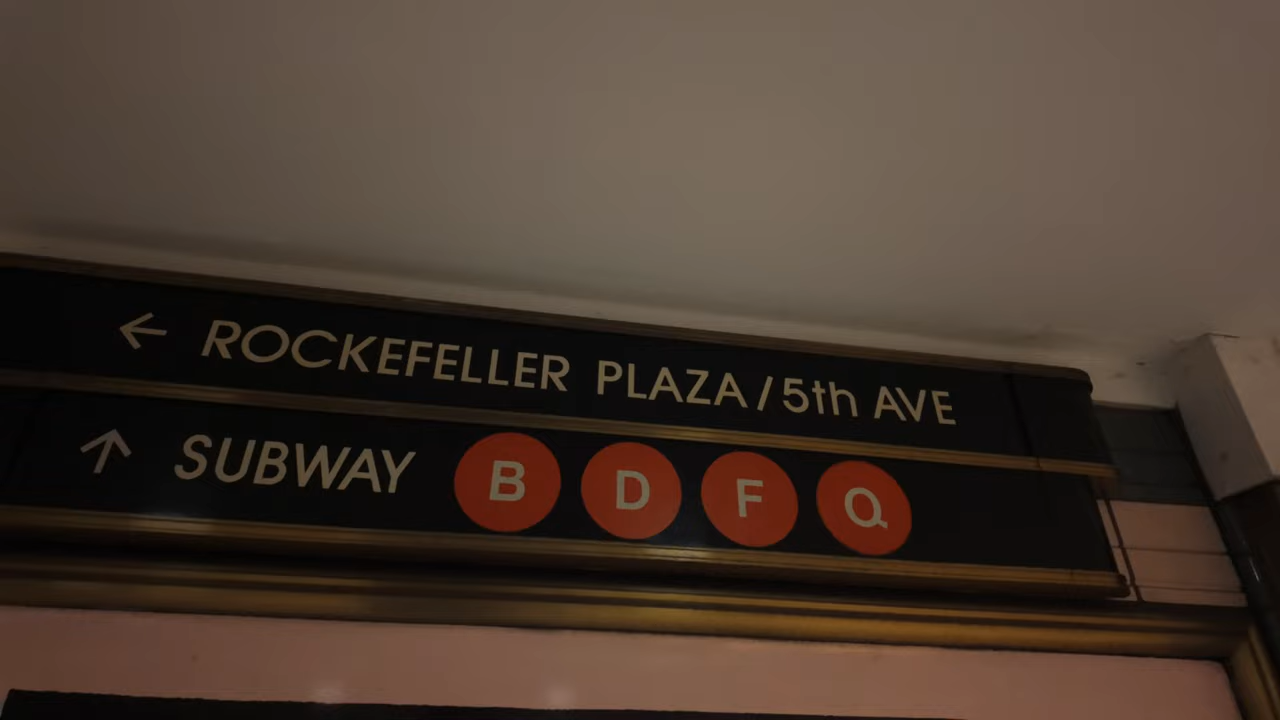 ← ROCKEFELLER PLAZA/5th AVE
↑ SUBWAY B D F Q